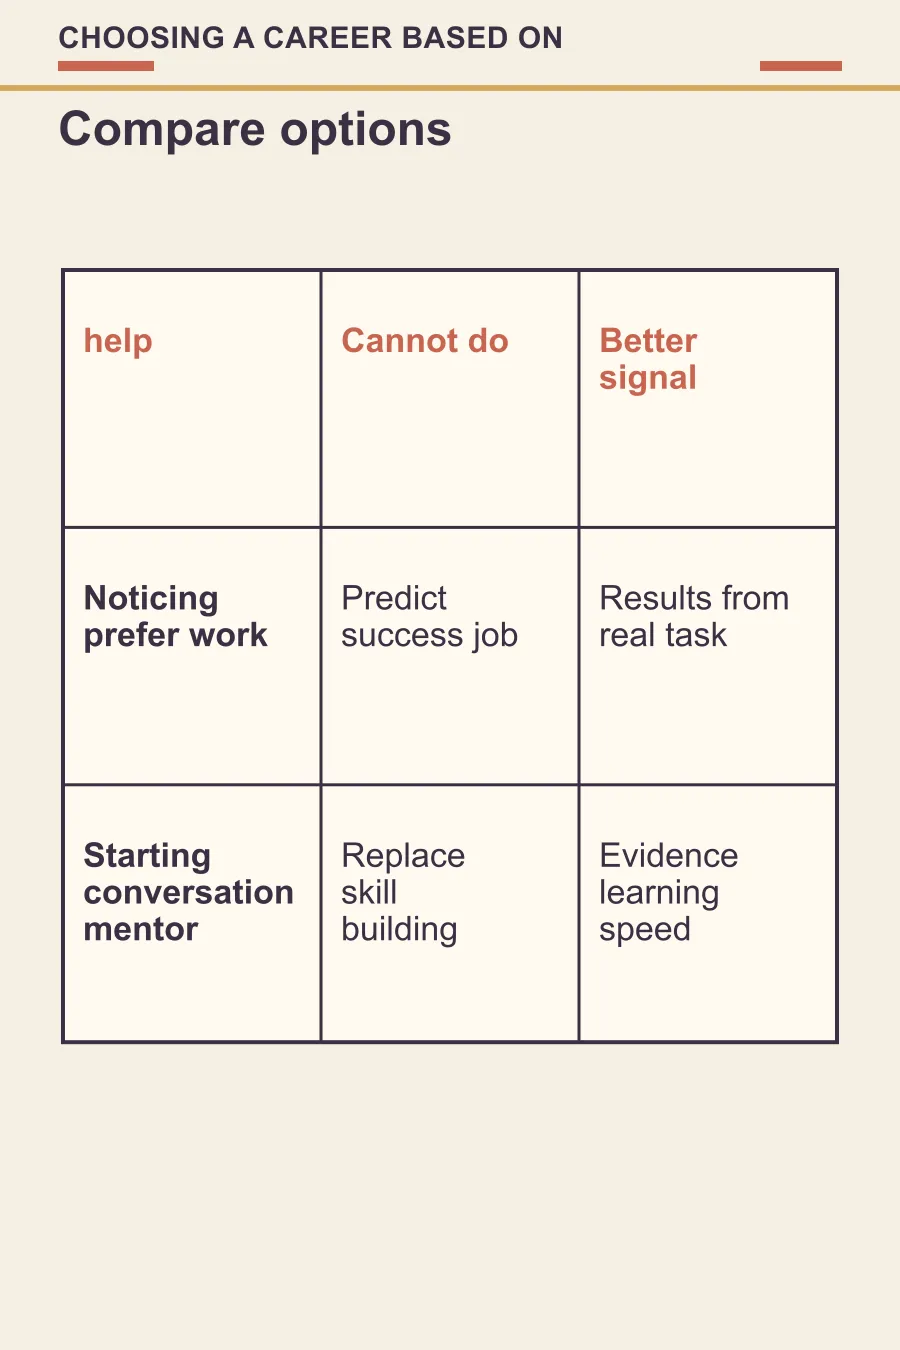 CHOOSING A CAREER BASED ON
Compare options
help
Cannot do
Better
signal
Noticing
prefer work
Predict
success job
Results from
real task
Starting
conversation
mentor
Replace
skill
building
Evidence
learning
speed